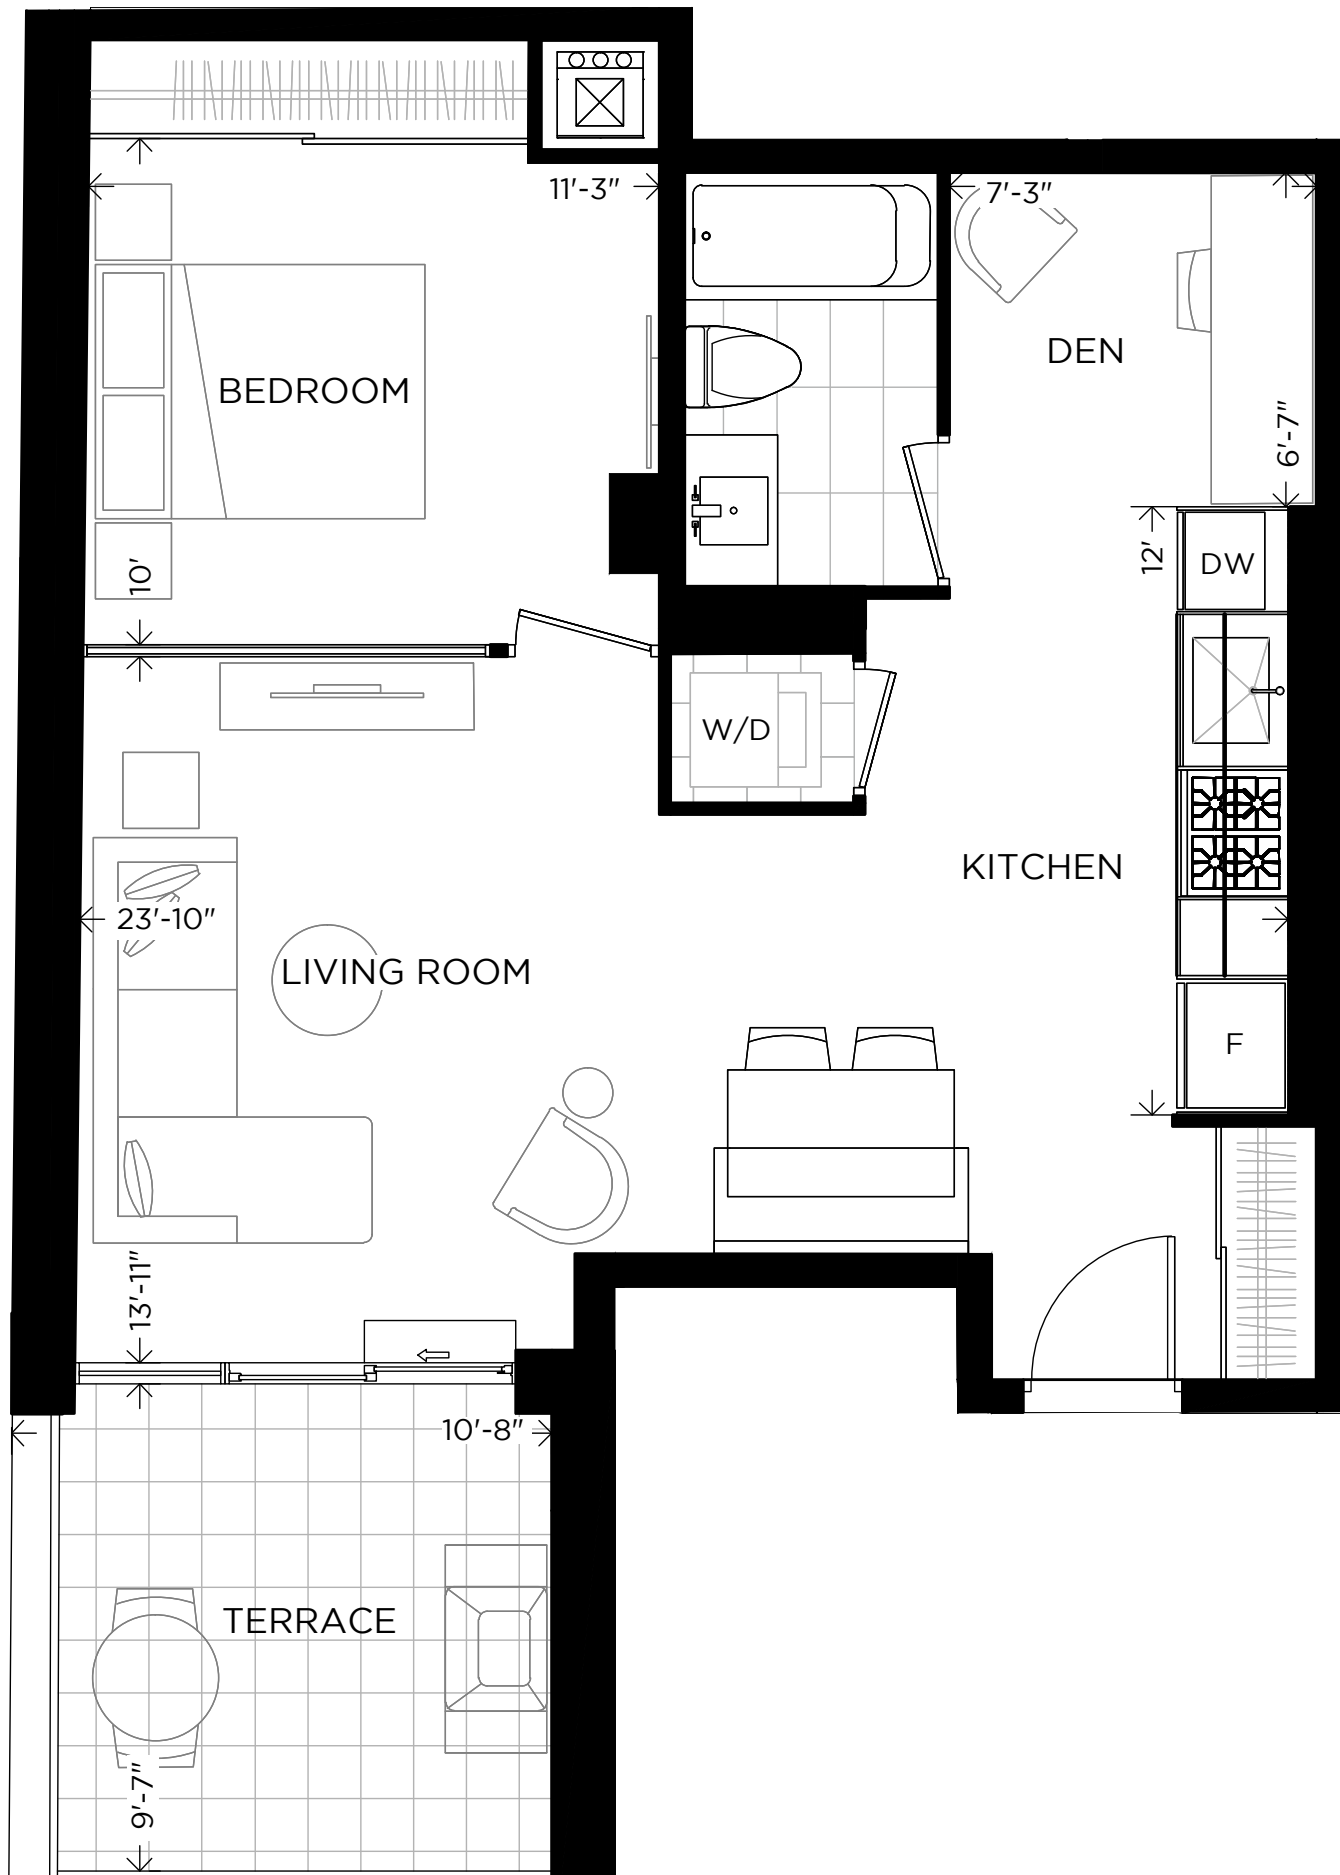 11'-3"
7'-3"
DEN
BEDROOM
6'-7"
10'
12'
DW
W/D
KITCHEN
23'-10"
LIVING ROOM
F
13'-11"
10'-8"
TERRACE
9'-7"